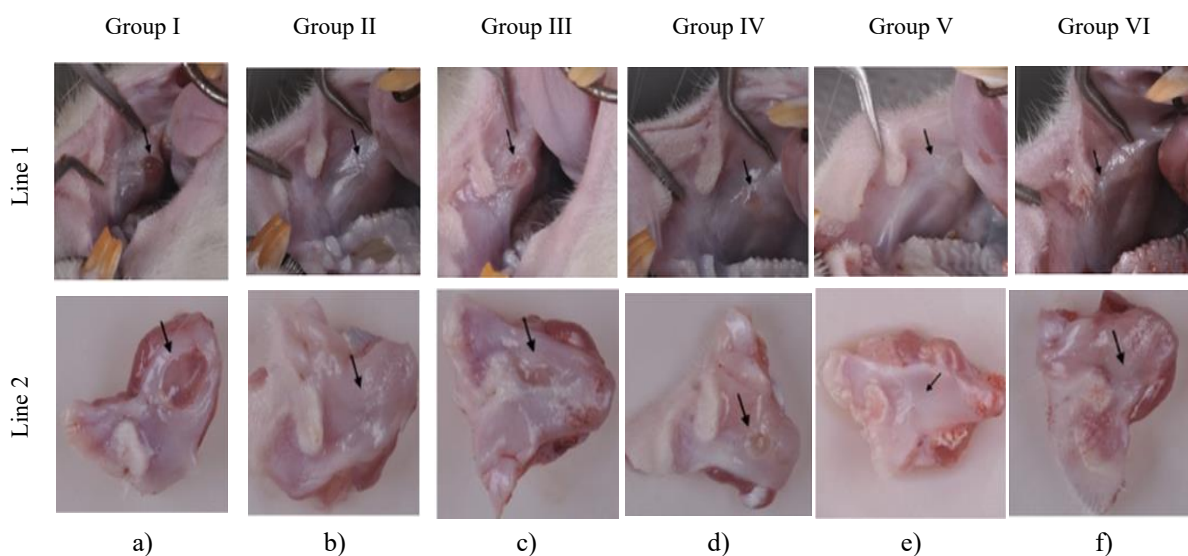 Group I Group II Group III Group IV Group V Group VI
Line 1
Line 2
a) b) c) d) e) f)